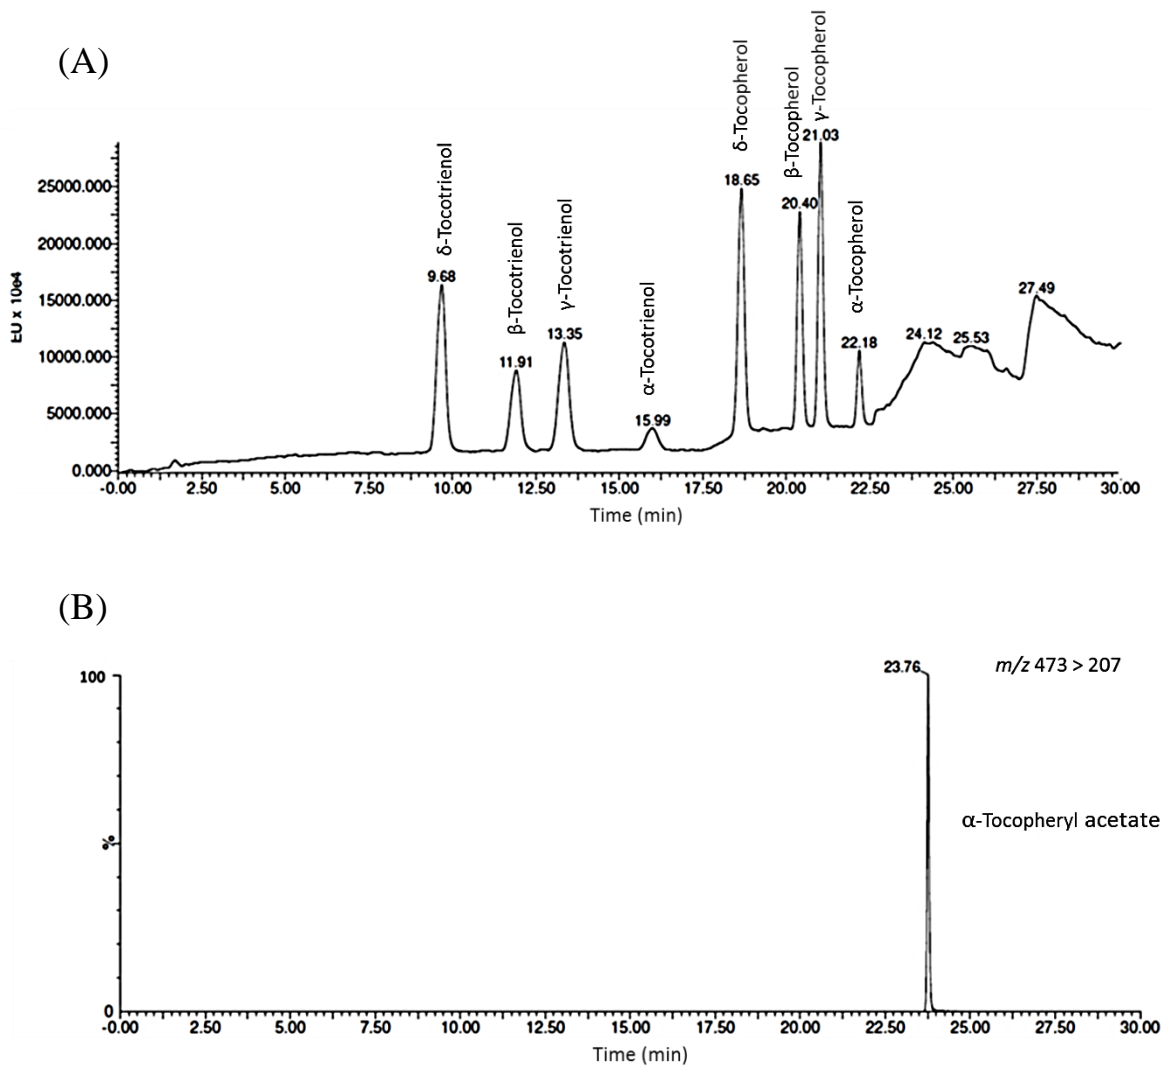 (A)
δ-Tocotrienol
β-Tocotrienol
γ-Tocotrienol
α-Tocotrienol
δ-Tocopherol
β-Tocopherol
γ-Tocopherol
α-Tocopherol
9.68
11.91
13.35
15.99
18.65
20.40
21.03
22.18
24.12
25.53
27.49
EU x 10e4
25000.000
20000.000
15000.000
10000.000
5000.000
0.000
-0.00 2.50 5.00 7.50 10.00 12.50 15.00 17.50 20.00 22.50 25.00 27.50 30.00
Time (min)
(B)
100
%
0
23.76
m/z 473 > 207
α-Tocopheryl acetate
-0.00 2.50 5.00 7.50 10.00 12.50 15.00 17.50 20.00 22.50 25.00 27.50 30.00
Time (min)